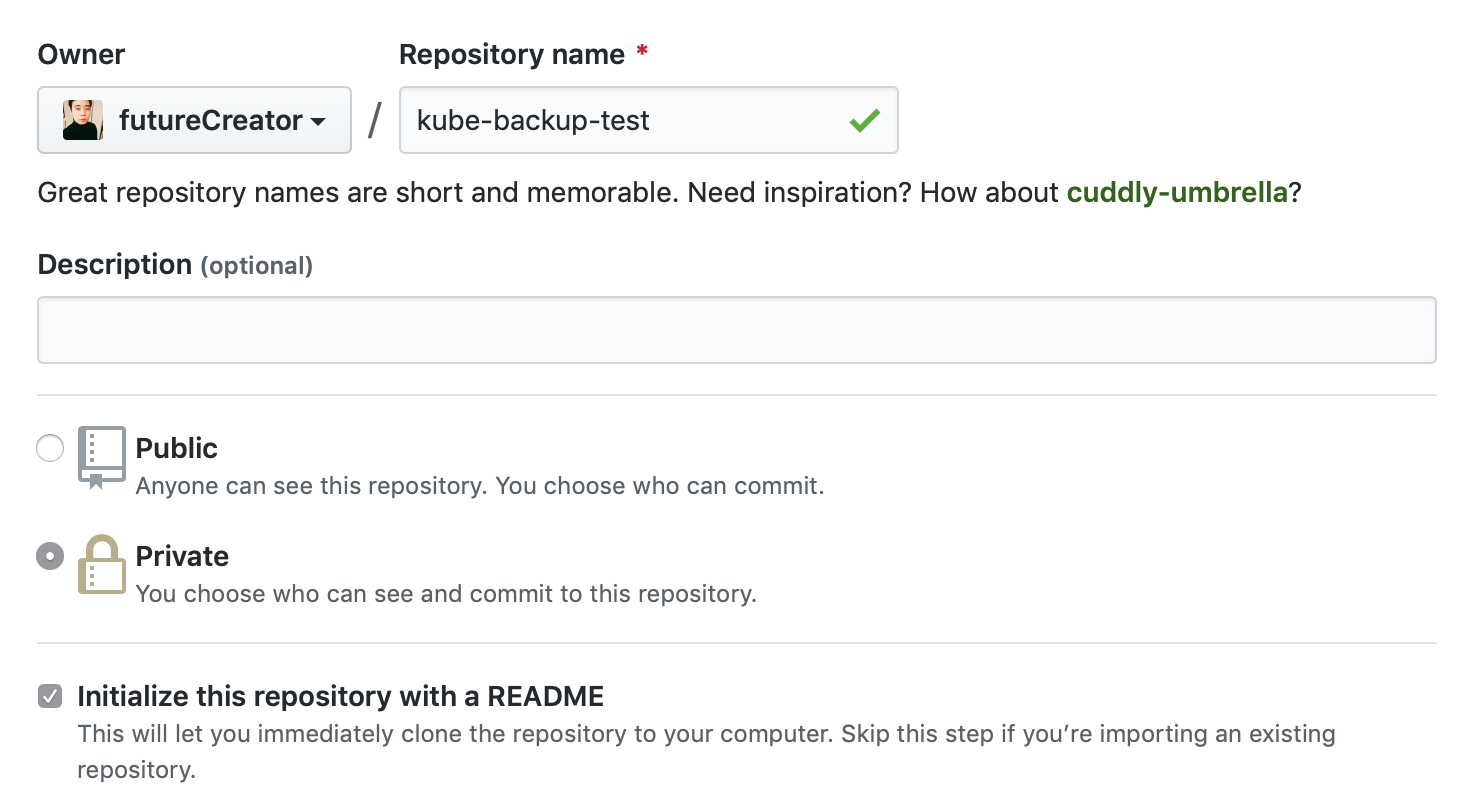 Owner
Repository name *
futureCreator / kube-backup-test
Great repository names are short and memorable. Need inspiration? How about cuddly-umbrella?
Description (optional)
Public
Anyone can see this repository. You choose who can commit.
Private
You choose who can see and commit to this repository.
Initialize this repository with a README
This will let you immediately clone the repository to your computer. Skip this step if you’re importing an existing
repository.